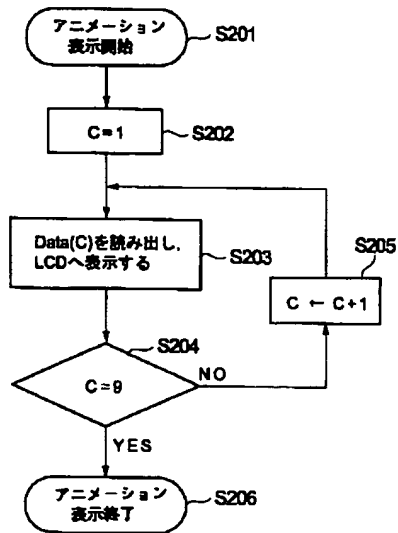 アニメーション
表示開始
S201
C=1
S202
Data(C)を読み出し,
LCDへ表示する
S203
S205
C ← C+1
S204
C=9
NO
YES
アニメーション
表示終了
S206